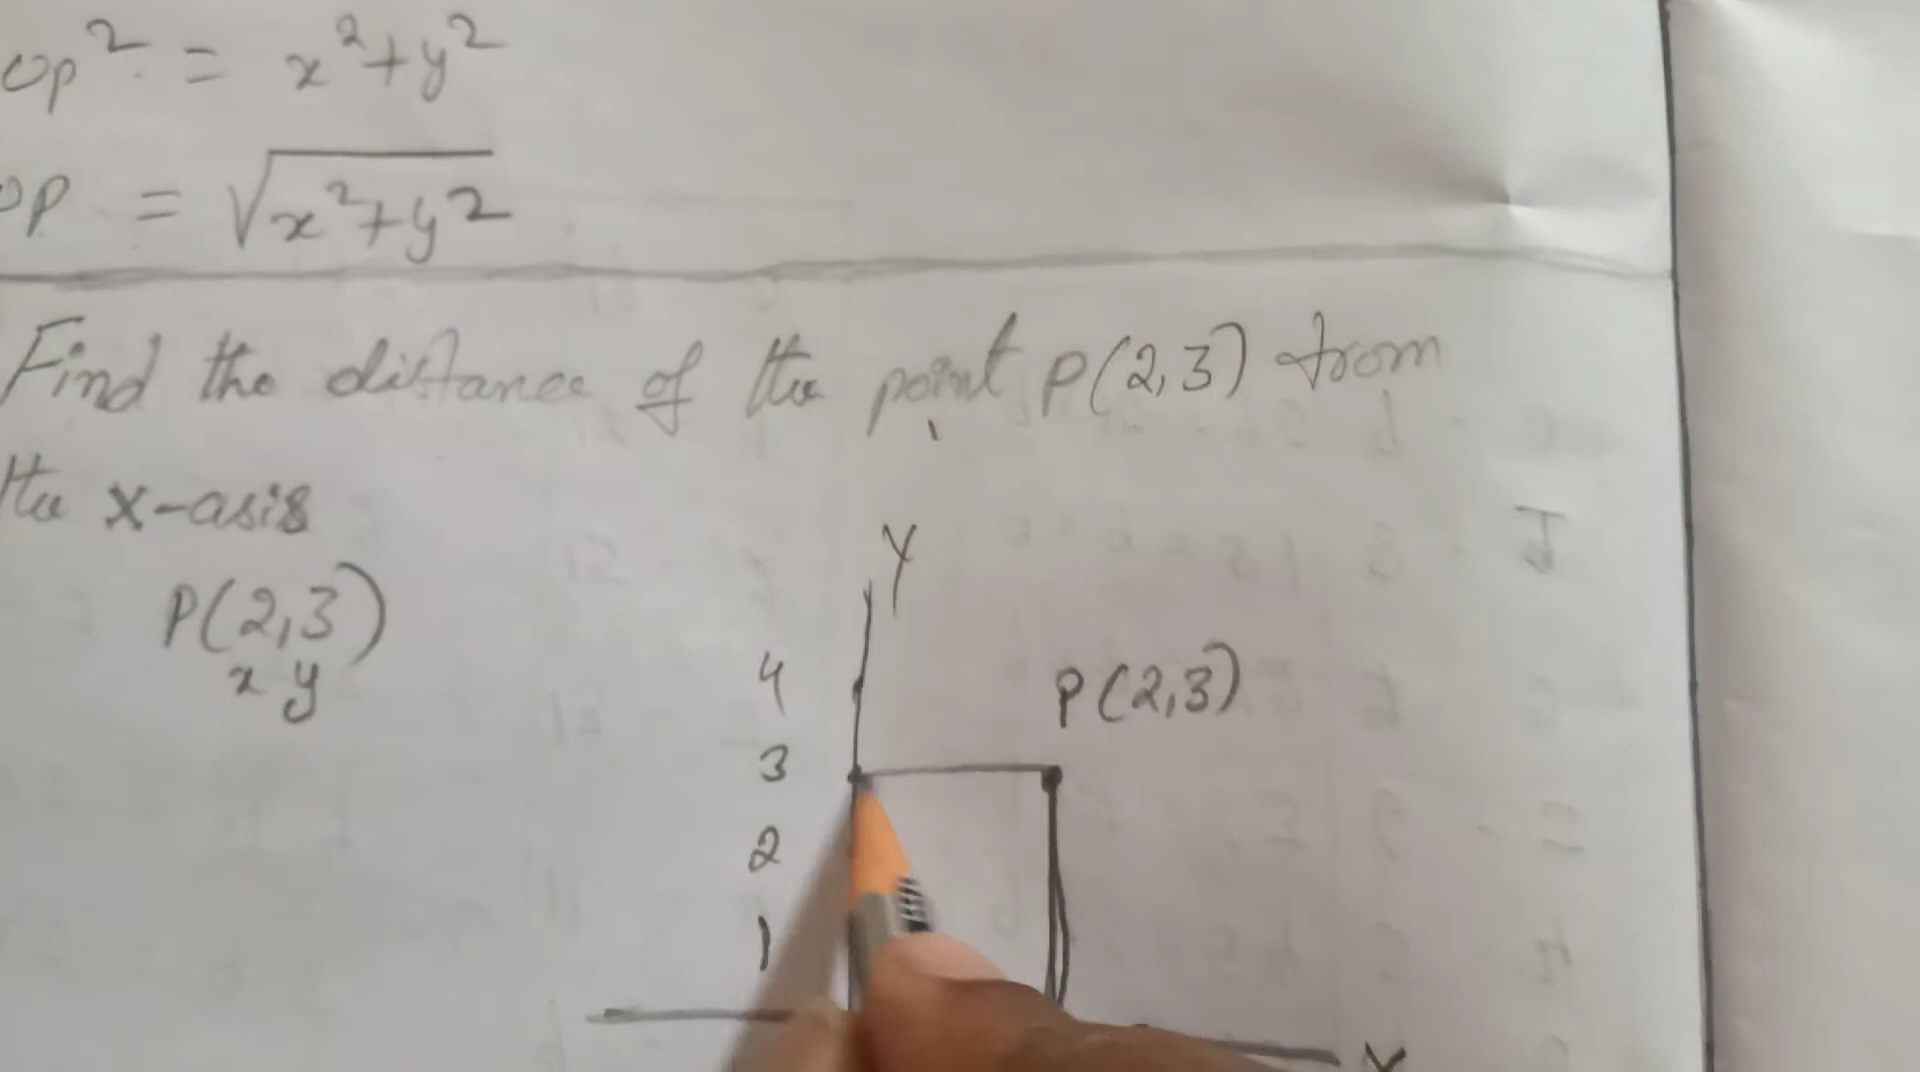 op² = x²+y²
op = √x²+y²
Find the distance of the point P(2,3) from
the x-asis
P(2,3)
x y
Y
4
P(2,3)
3
2
1
X